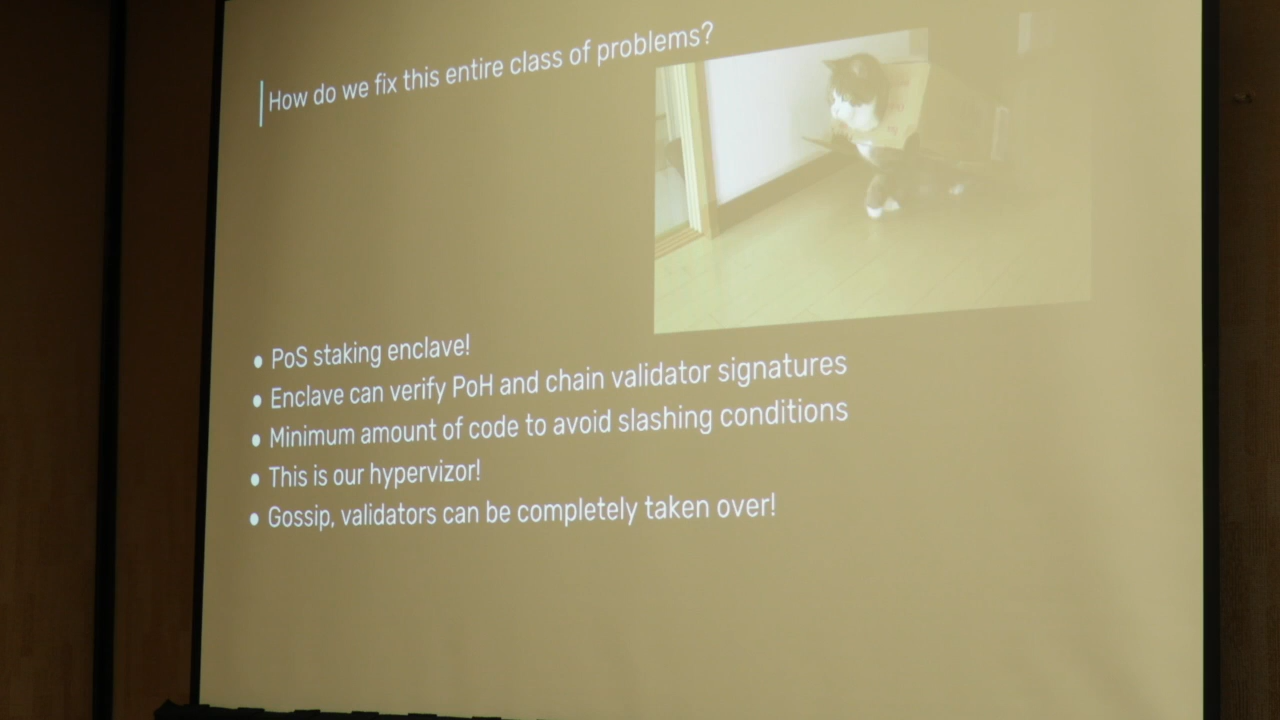 How do we fix this entire class of problems?
● PoS staking enclave!
● Enclave can verify PoH and chain validator signatures
● Minimum amount of code to avoid slashing conditions
● This is our hypervizor!
● Gossip, validators can be completely taken over!